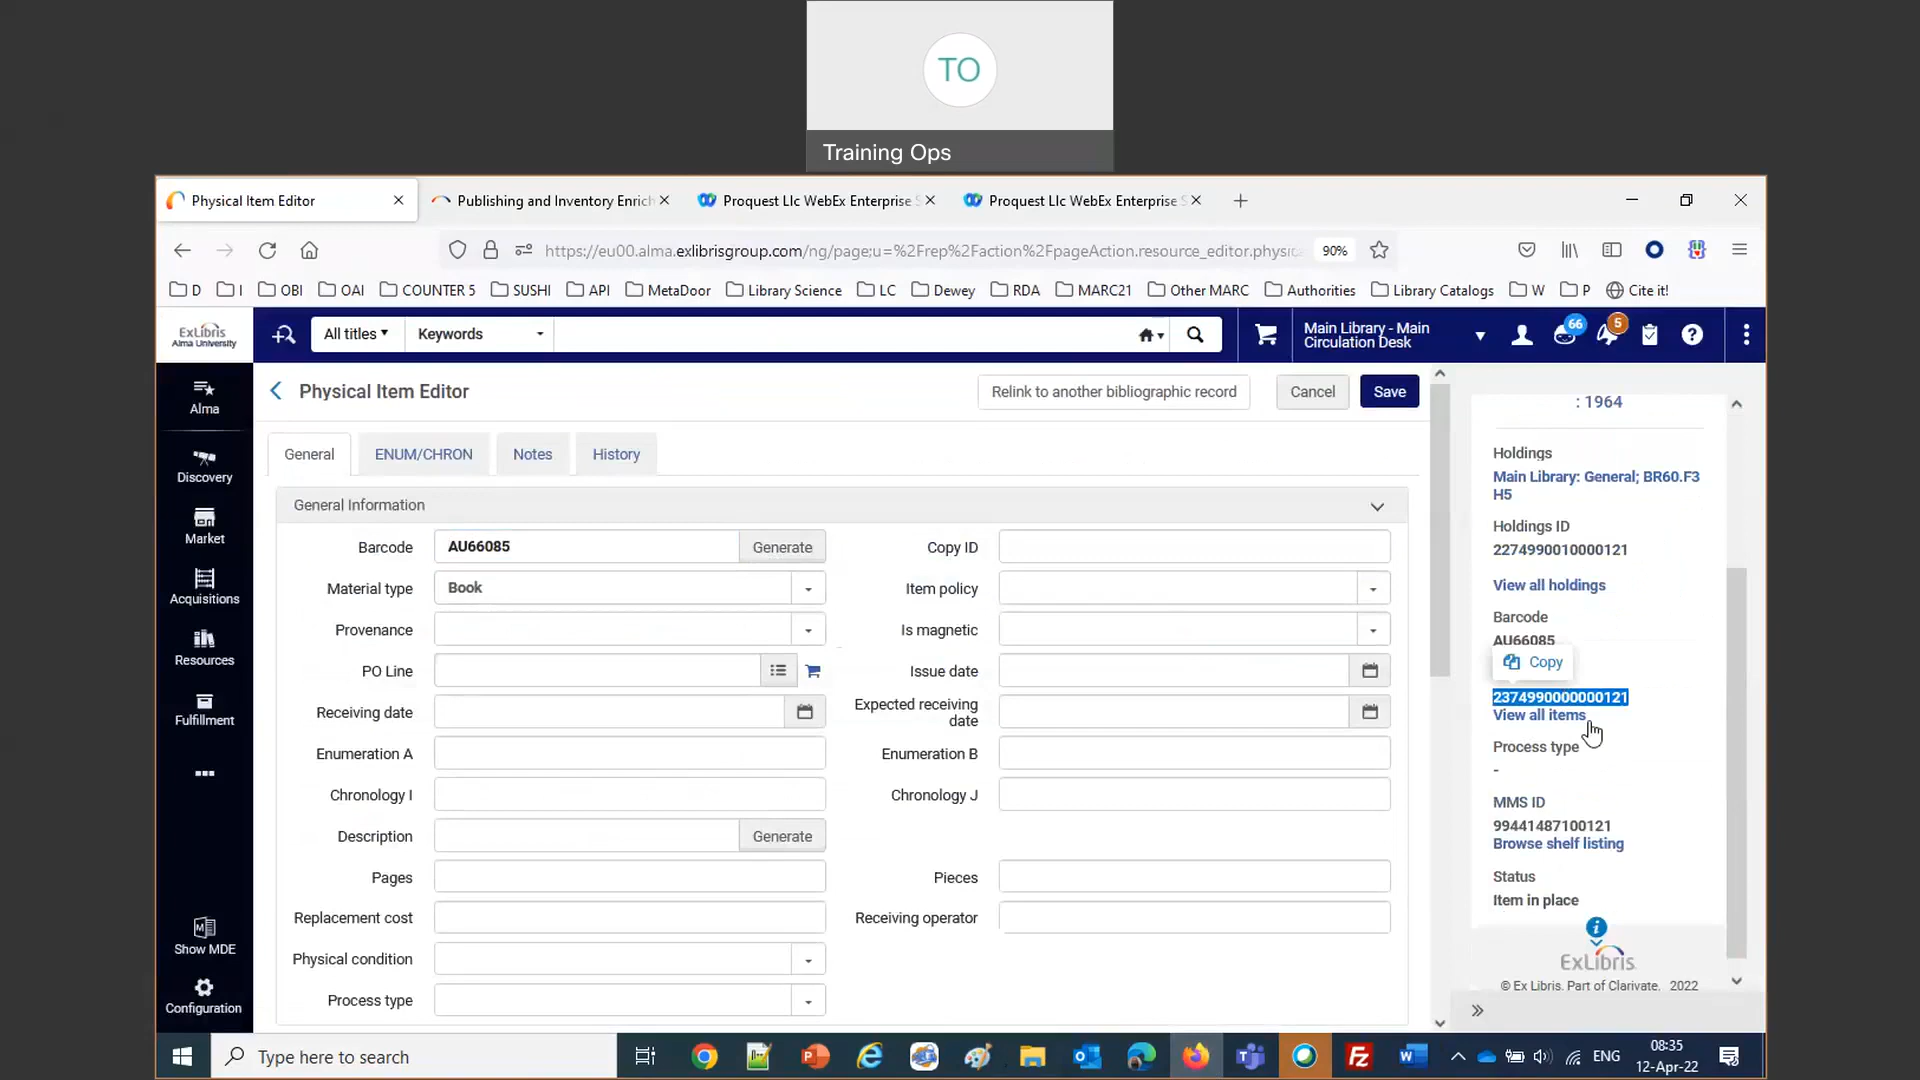 TO
Training Ops
Physical Item Editor
Publishing and Inventory Enrich
Proquest Llc WebEx Enterprise S
Proquest Llc WebEx Enterprise S
https://eu00.alma.exlibrisgroup.com/ng/page;u=%2Frep%2Faction%2FpageAction.resource_editor.physic
90%
D
I
OBI
OAI
COUNTER 5
SUSHI
API
MetaDoor
Library Science
LC
Dewey
RDA
MARC21
Other MARC
Authorities
Library Catalogs
W
P
Cite it!
ExLibris
Alma University
All titles
Keywords
Main Library - Main
Circulation Desk
66
5
Alma
Discovery
Market
Acquisitions
Resources
Fulfillment
Show MDE
Configuration
Physical Item Editor
Relink to another bibliographic record
Cancel
Save
General
ENUM/CHRON
Notes
History
General Information
Barcode
AU66085
Generate
Copy ID
Material type
Book
Item policy
Provenance
Is magnetic
PO Line
Issue date
Receiving date
Expected receiving
date
Enumeration A
Enumeration B
Chronology I
Chronology J
Description
Generate
Pages
Pieces
Replacement cost
Receiving operator
Physical condition
Process type
: 1964
Holdings
Main Library: General; BR60.F3
H5
Holdings ID
2274990010000121
View all holdings
Barcode
AU66085
Copy
2374990000000121
View all items
Process type
-
MMS ID
99441487100121
Browse shelf listing
Status
Item in place
ExLibris
© Ex Libris. Part of Clarivate. 2022
Type here to search
ENG
08:35
12-Apr-22